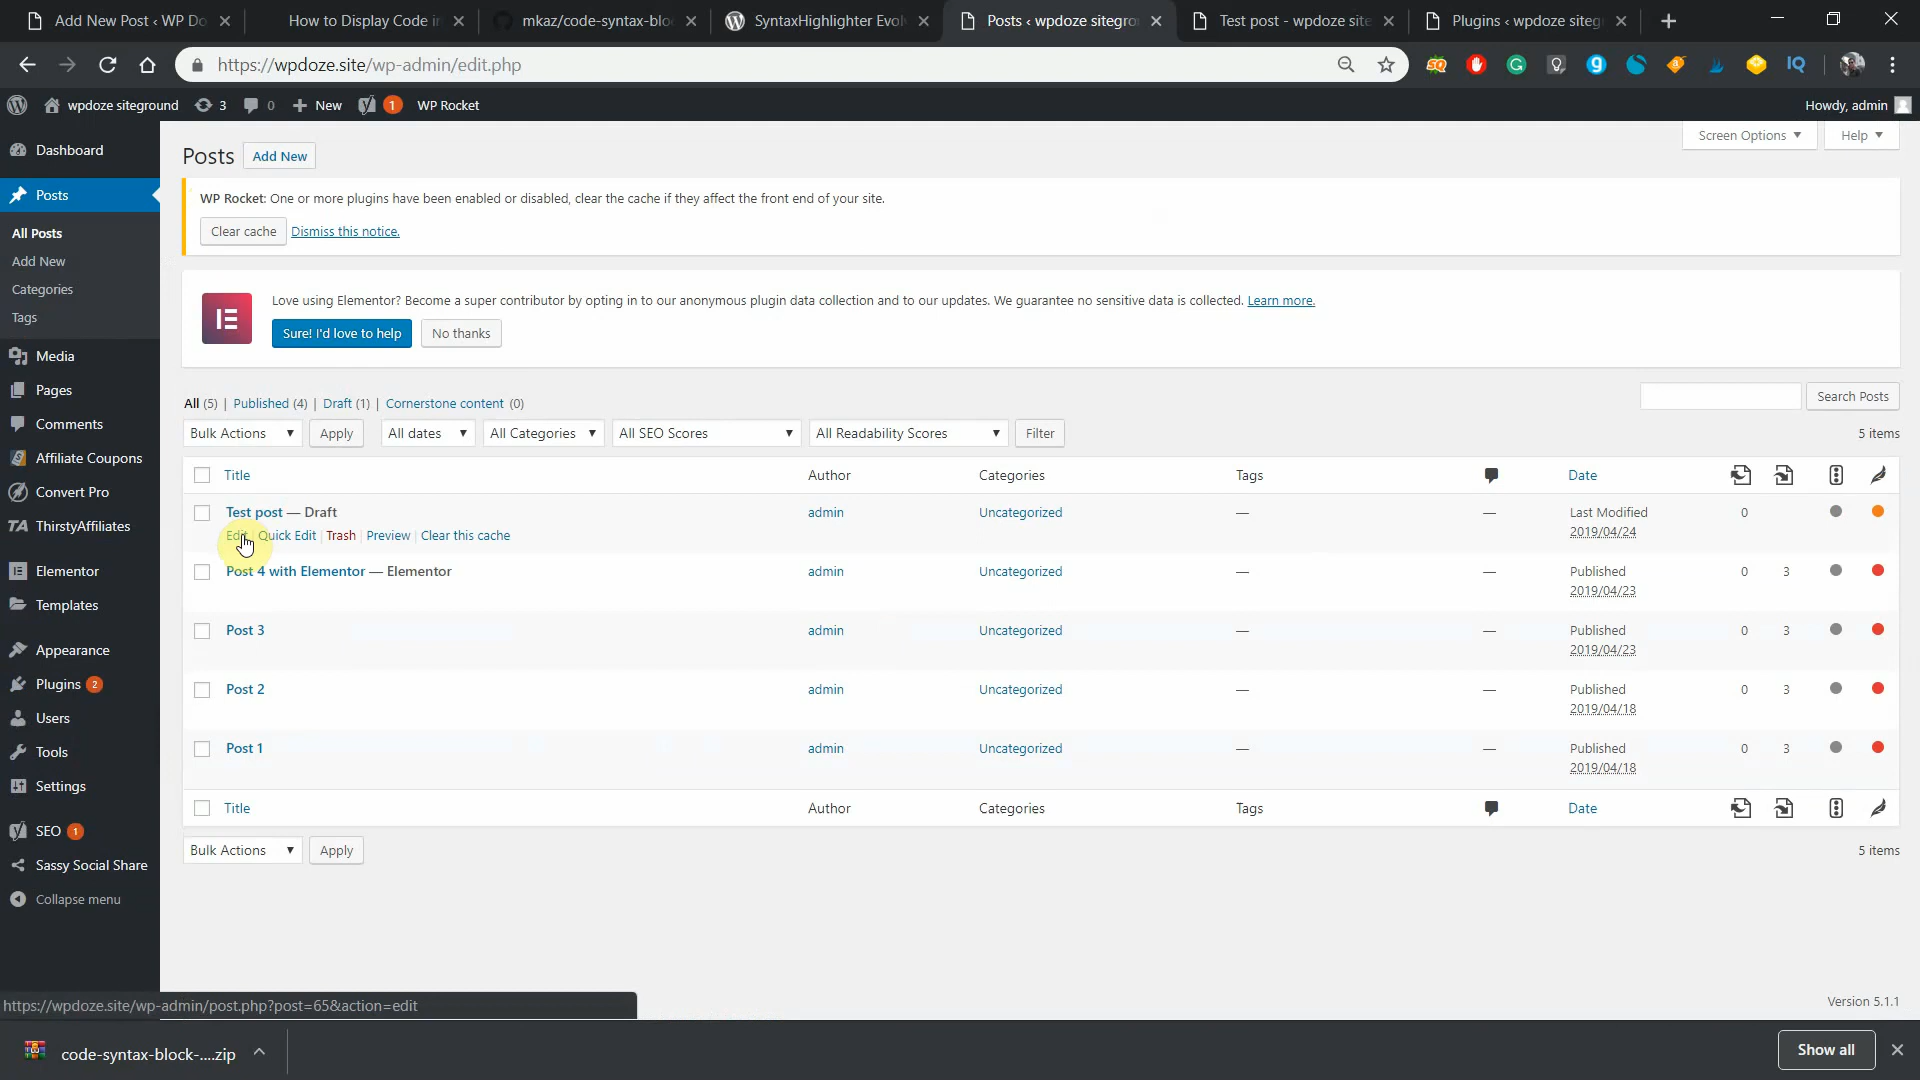 Add New Post ‹ WP Do
How to Display Code i
mkaz/code-syntax-bloc
SyntaxHighlighter Evol
Posts ‹ wpdoze sitegro
Test post - wpdoze site
Plugins ‹ wpdoze siteg
https://wpdoze.site/wp-admin/edit.php
wpdoze siteground
3
0
New
1
WP Rocket
Howdy, admin
Dashboard
Posts
All Posts
Add New
Categories
Tags
Media
Pages
Comments
Affiliate Coupons
Convert Pro
TA ThirstyAffiliates
Elementor
Templates
Appearance
Plugins 2
Users
Tools
Settings
SEO 1
Sassy Social Share
Collapse menu
Screen Options
Help
Posts
Add New
WP Rocket: One or more plugins have been enabled or disabled, clear the cache if they affect the front end of your site.
Clear cache
Dismiss this notice.
Love using Elementor? Become a super contributor by opting in to our anonymous plugin data collection and to our updates. We guarantee no sensitive data is collected. Learn more.
Sure! I'd love to help
No thanks
All (5) | Published (4) | Draft (1) | Cornerstone content (0)
Search Posts
Bulk Actions
Apply
All dates
All Categories
All SEO Scores
All Readability Scores
Filter
5 items
Title Author Categories Tags Date
Test post — Draft admin Uncategorized — — Last Modified 0
2019/04/24
Edit | Quick Edit | Trash | Preview | Clear this cache
Post 4 with Elementor — Elementor admin Uncategorized — — Published 0 3
2019/04/23
Post 3 admin Uncategorized — — Published 0 3
2019/04/23
Post 2 admin Uncategorized — — Published 0 3
2019/04/18
Post 1 admin Uncategorized — — Published 0 3
2019/04/18
Title Author Categories Tags Date
Bulk Actions
Apply
5 items
Version 5.1.1
https://wpdoze.site/wp-admin/post.php?post=65&action=edit
code-syntax-block-....zip
Show all